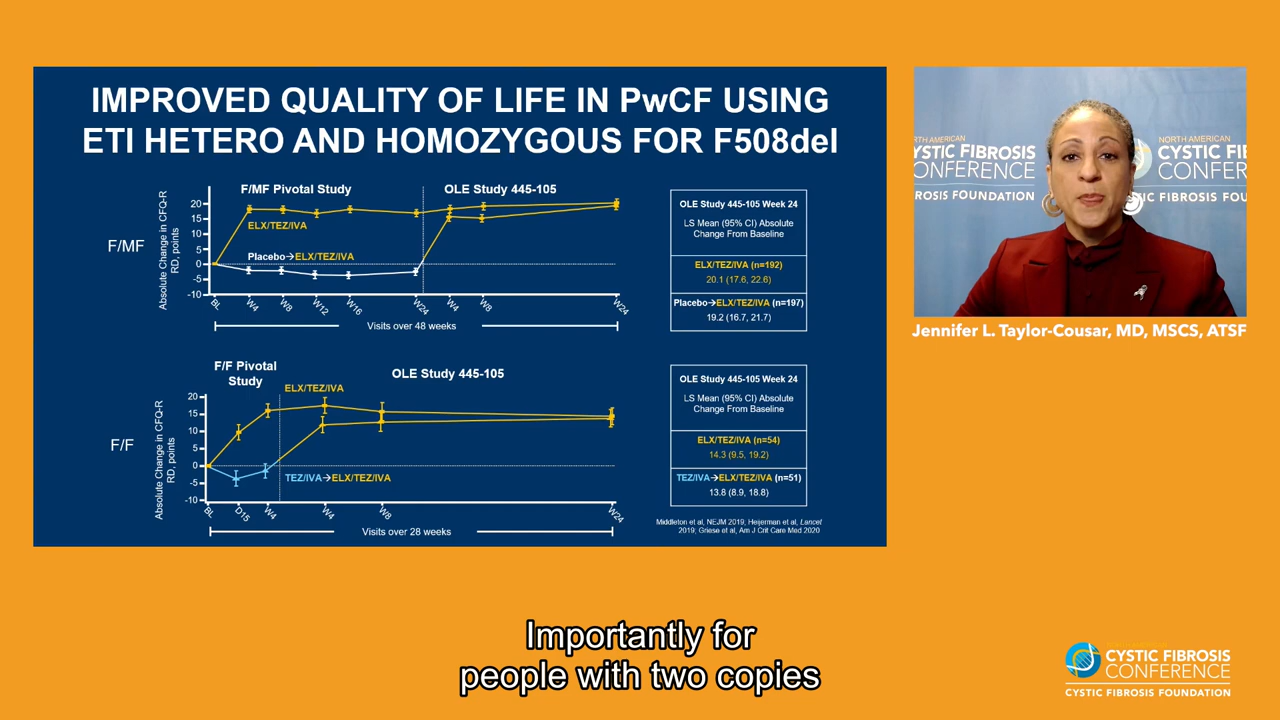 IMPROVED QUALITY OF LIFE IN PwCF USING
ETI HETERO AND HOMOZYGOUS FOR F508del
F/MF Pivotal Study
OLE Study 445-105
F/MF
Absolute Change in CFQ-R
RD, points
20
15
10
5
0
-5
-10
ELX/TEZ/IVA
Placebo→ELX/TEZ/IVA
BL
W4
W8
W12
W16
W24
W4
W8
W24
Visits over 48 weeks
OLE Study 445-105 Week 24
LS Mean (95% CI) Absolute
Change From Baseline
ELX/TEZ/IVA (n=192)
20.1 (17.6, 22.6)
Placebo→ELX/TEZ/IVA (n=197)
19.2 (16.7, 21.7)
F/F Pivotal
Study
OLE Study 445-105
F/F
Absolute Change in CFQ-R
RD, points
20
15
10
5
0
-5
-10
ELX/TEZ/IVA
TEZ/IVA→ELX/TEZ/IVA
BL
D15
W4
W4
W8
W24
Visits over 28 weeks
OLE Study 445-105 Week 24
LS Mean (95% CI) Absolute
Change From Baseline
ELX/TEZ/IVA (n=54)
14.3 (9.5, 19.2)
TEZ/IVA→ELX/TEZ/IVA (n=51)
13.8 (8.9, 18.8)
Middleton et al, NEJM 2019; Heijerman et al, Lancet
2019; Griese et al, Am J Crit Care Med 2020
NORTH AMERICAN
YSTIC FIBROSIS
ONFERENCE
ROSIS FOUNDATION
NORTH AMERICAN
CYSTIC FI
CONFERE
CYSTIC FIBROSIS FOU
Jennifer L. Taylor-Cousar, MD, MSCS, ATSF
Importantly for
people with two copies
CYSTIC FIBROSIS
CONFERENCE
CYSTIC FIBROSIS FOUNDATION